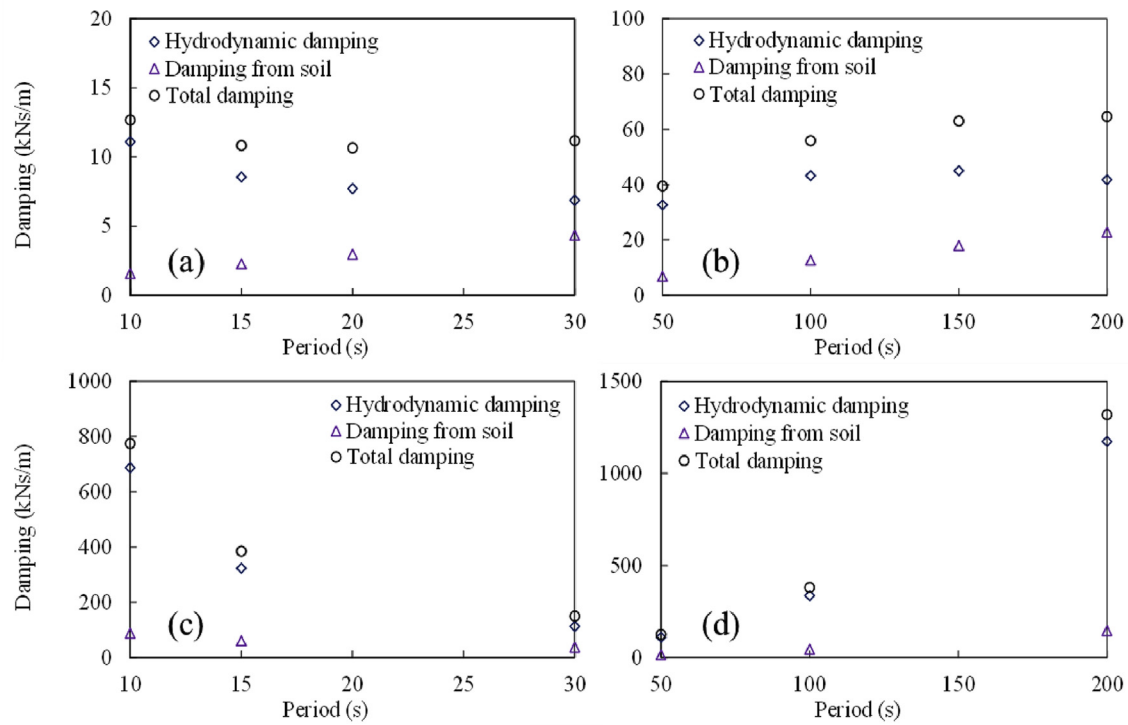 20
Hydrodynamic damping
Damping from soil
Total damping
15
10
5
0
Damping (kNs/m)
(a)
10 15 20 25 30
Period (s)
100
Hydrodynamic damping
Damping from soil
Total damping
80
60
40
20
0
(b)
50 100 150 200
Period (s)
1000
Hydrodynamic damping
Damping from soil
Total damping
800
600
400
200
0
Damping (kNs/m)
(c)
10 15 20 25 30
Period (s)
1500
Hydrodynamic damping
Damping from soil
Total damping
1000
500
0
(d)
50 100 150 200
Period (s)